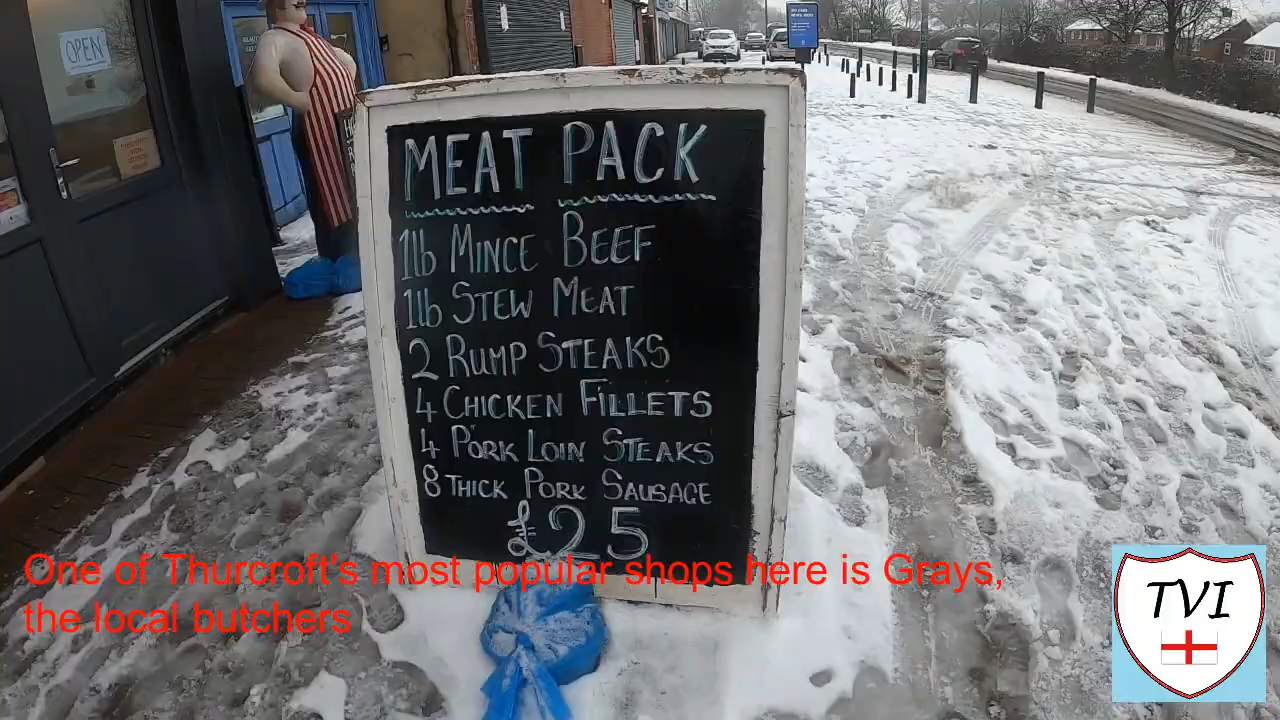 OPEN
MEAT PACK
1lb MINCE BEEF
1lb STEW MEAT
2 RUMP STEAKS
4 CHICKEN FILLETS
4 PORK LOIN STEAKS
8 THICK PORK SAUSAGE
£25
One of Thurcroft's most popular shops here is Grays,
the local butchers
TVI